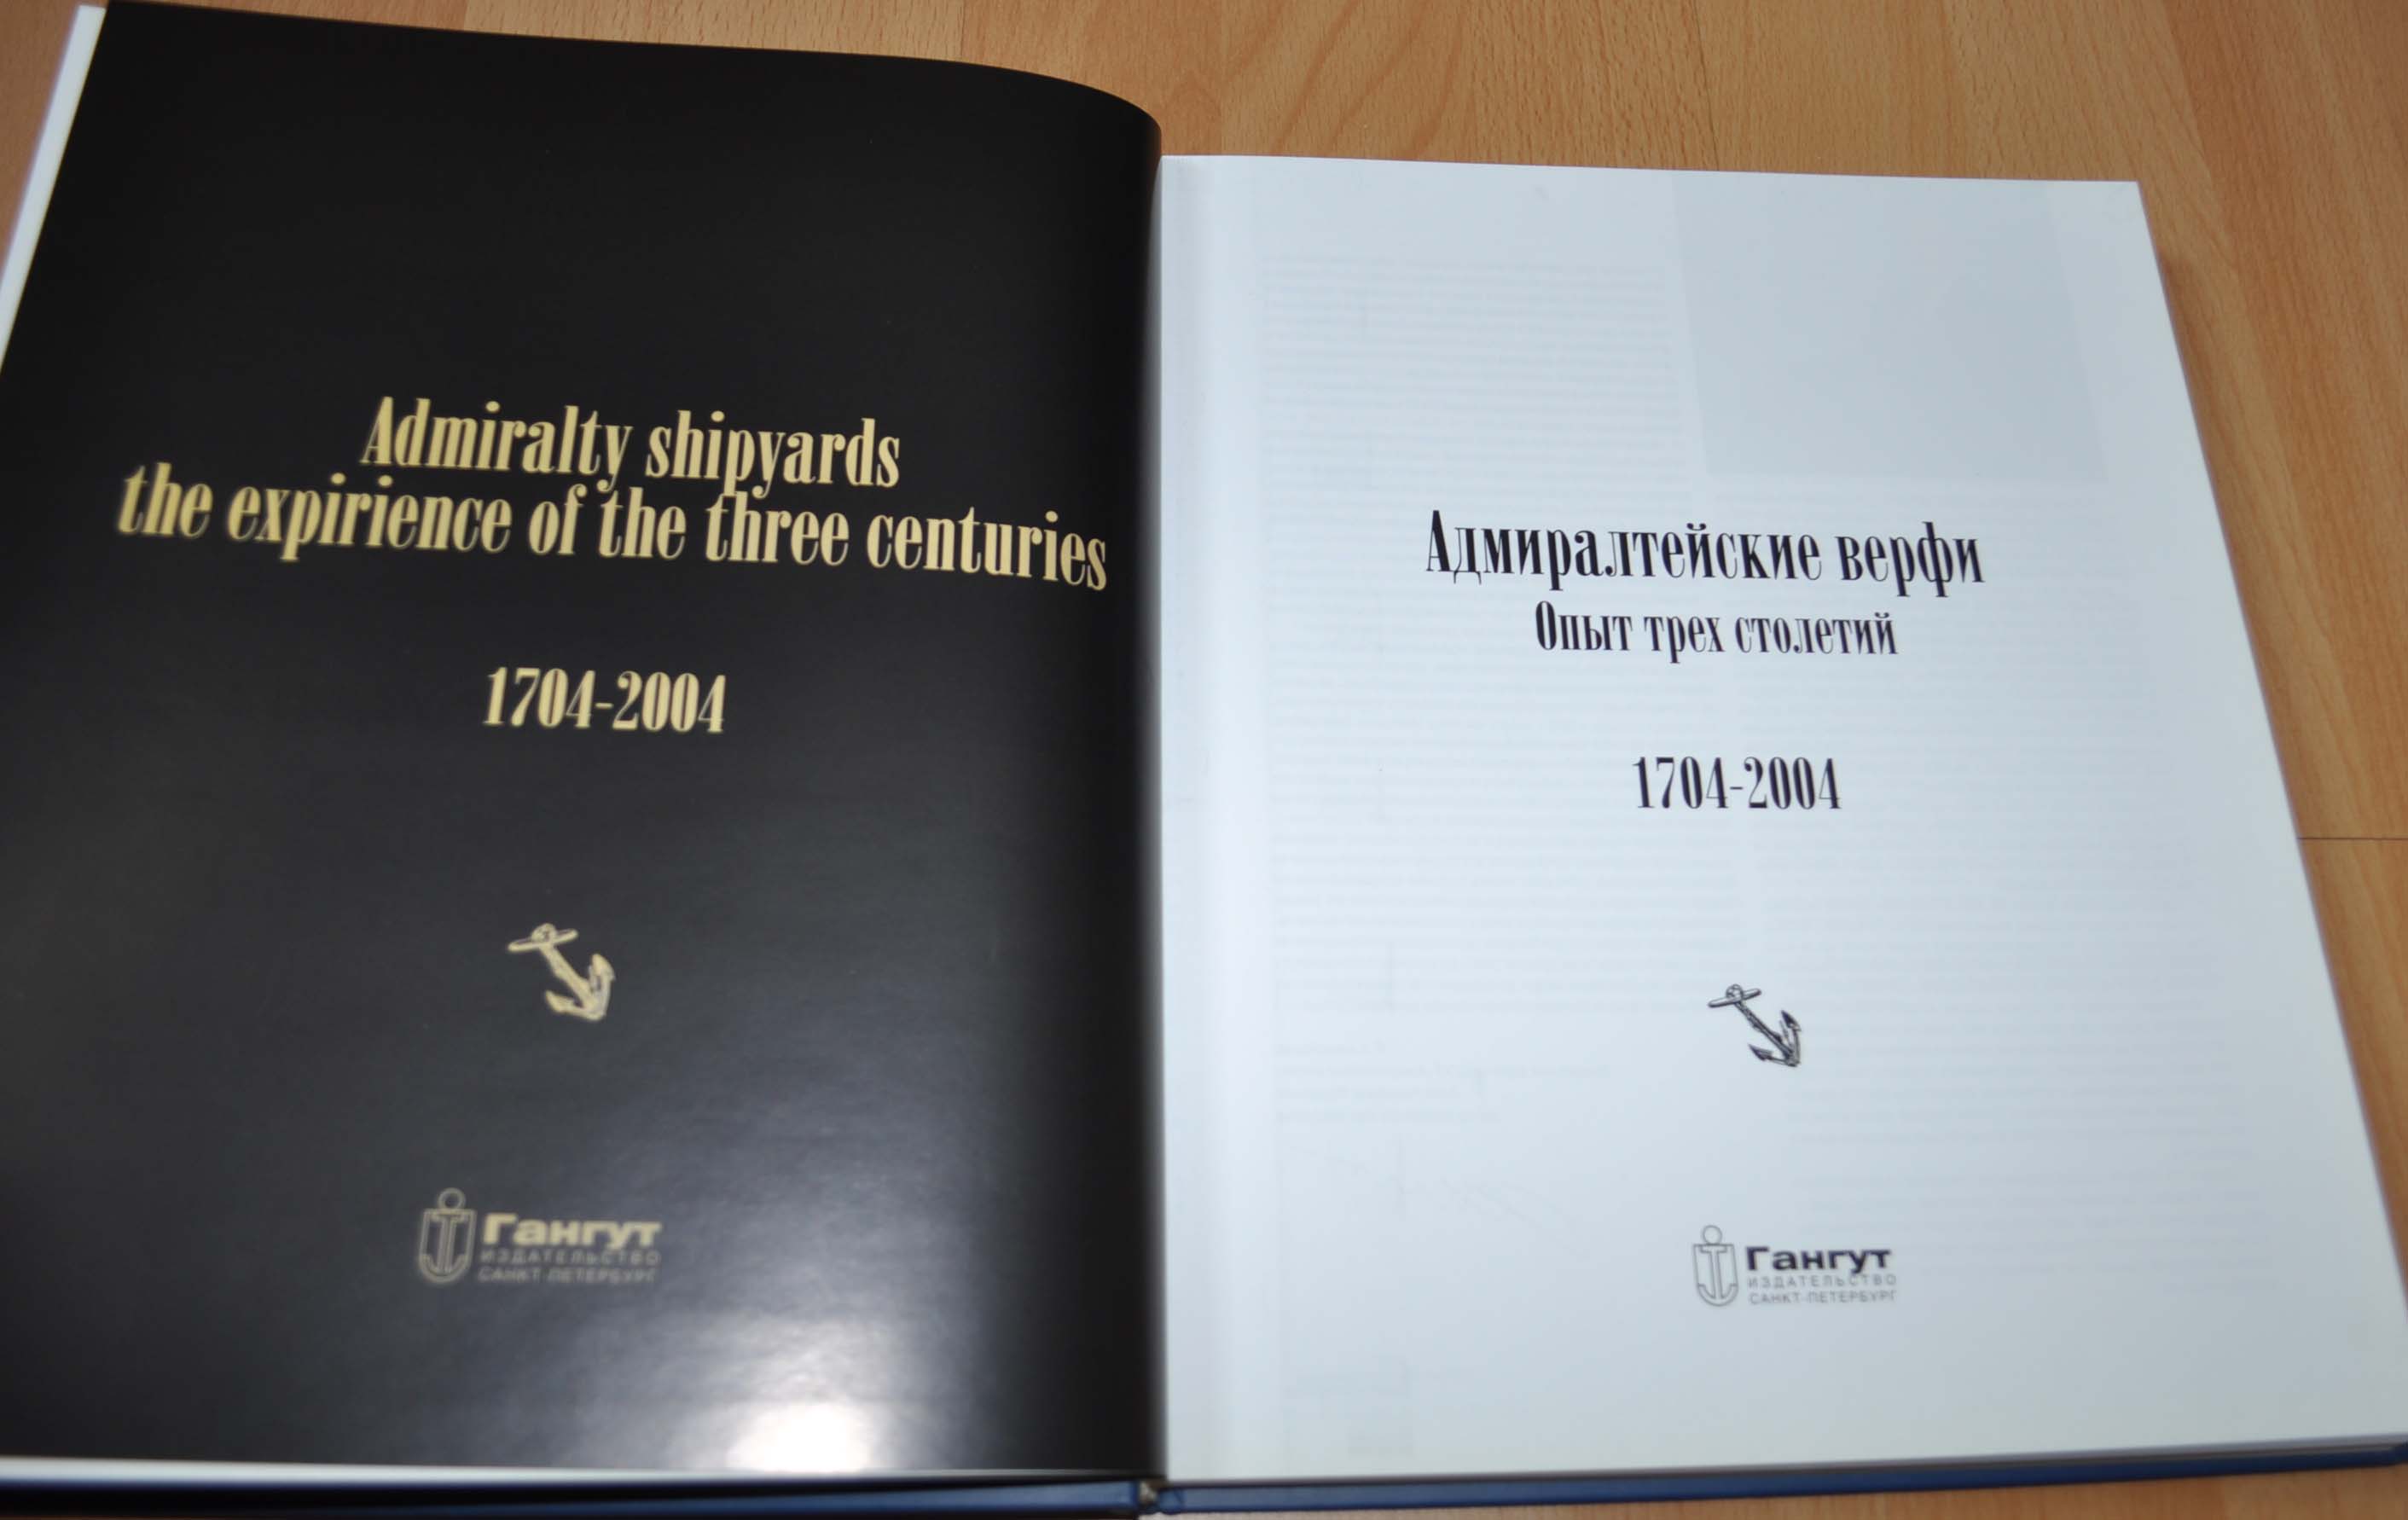 Admiralty shipyards
the expirience of the three centuries
1704-2004
Гангут
ИЗДАТЕЛЬСТВО
САНКТ-ПЕТЕРБУРГ
Адмиралтейские верфи
Опыт трех столетий
1704-2004
Гангут
ИЗДАТЕЛЬСТВО
САНКТ-ПЕТЕРБУРГ